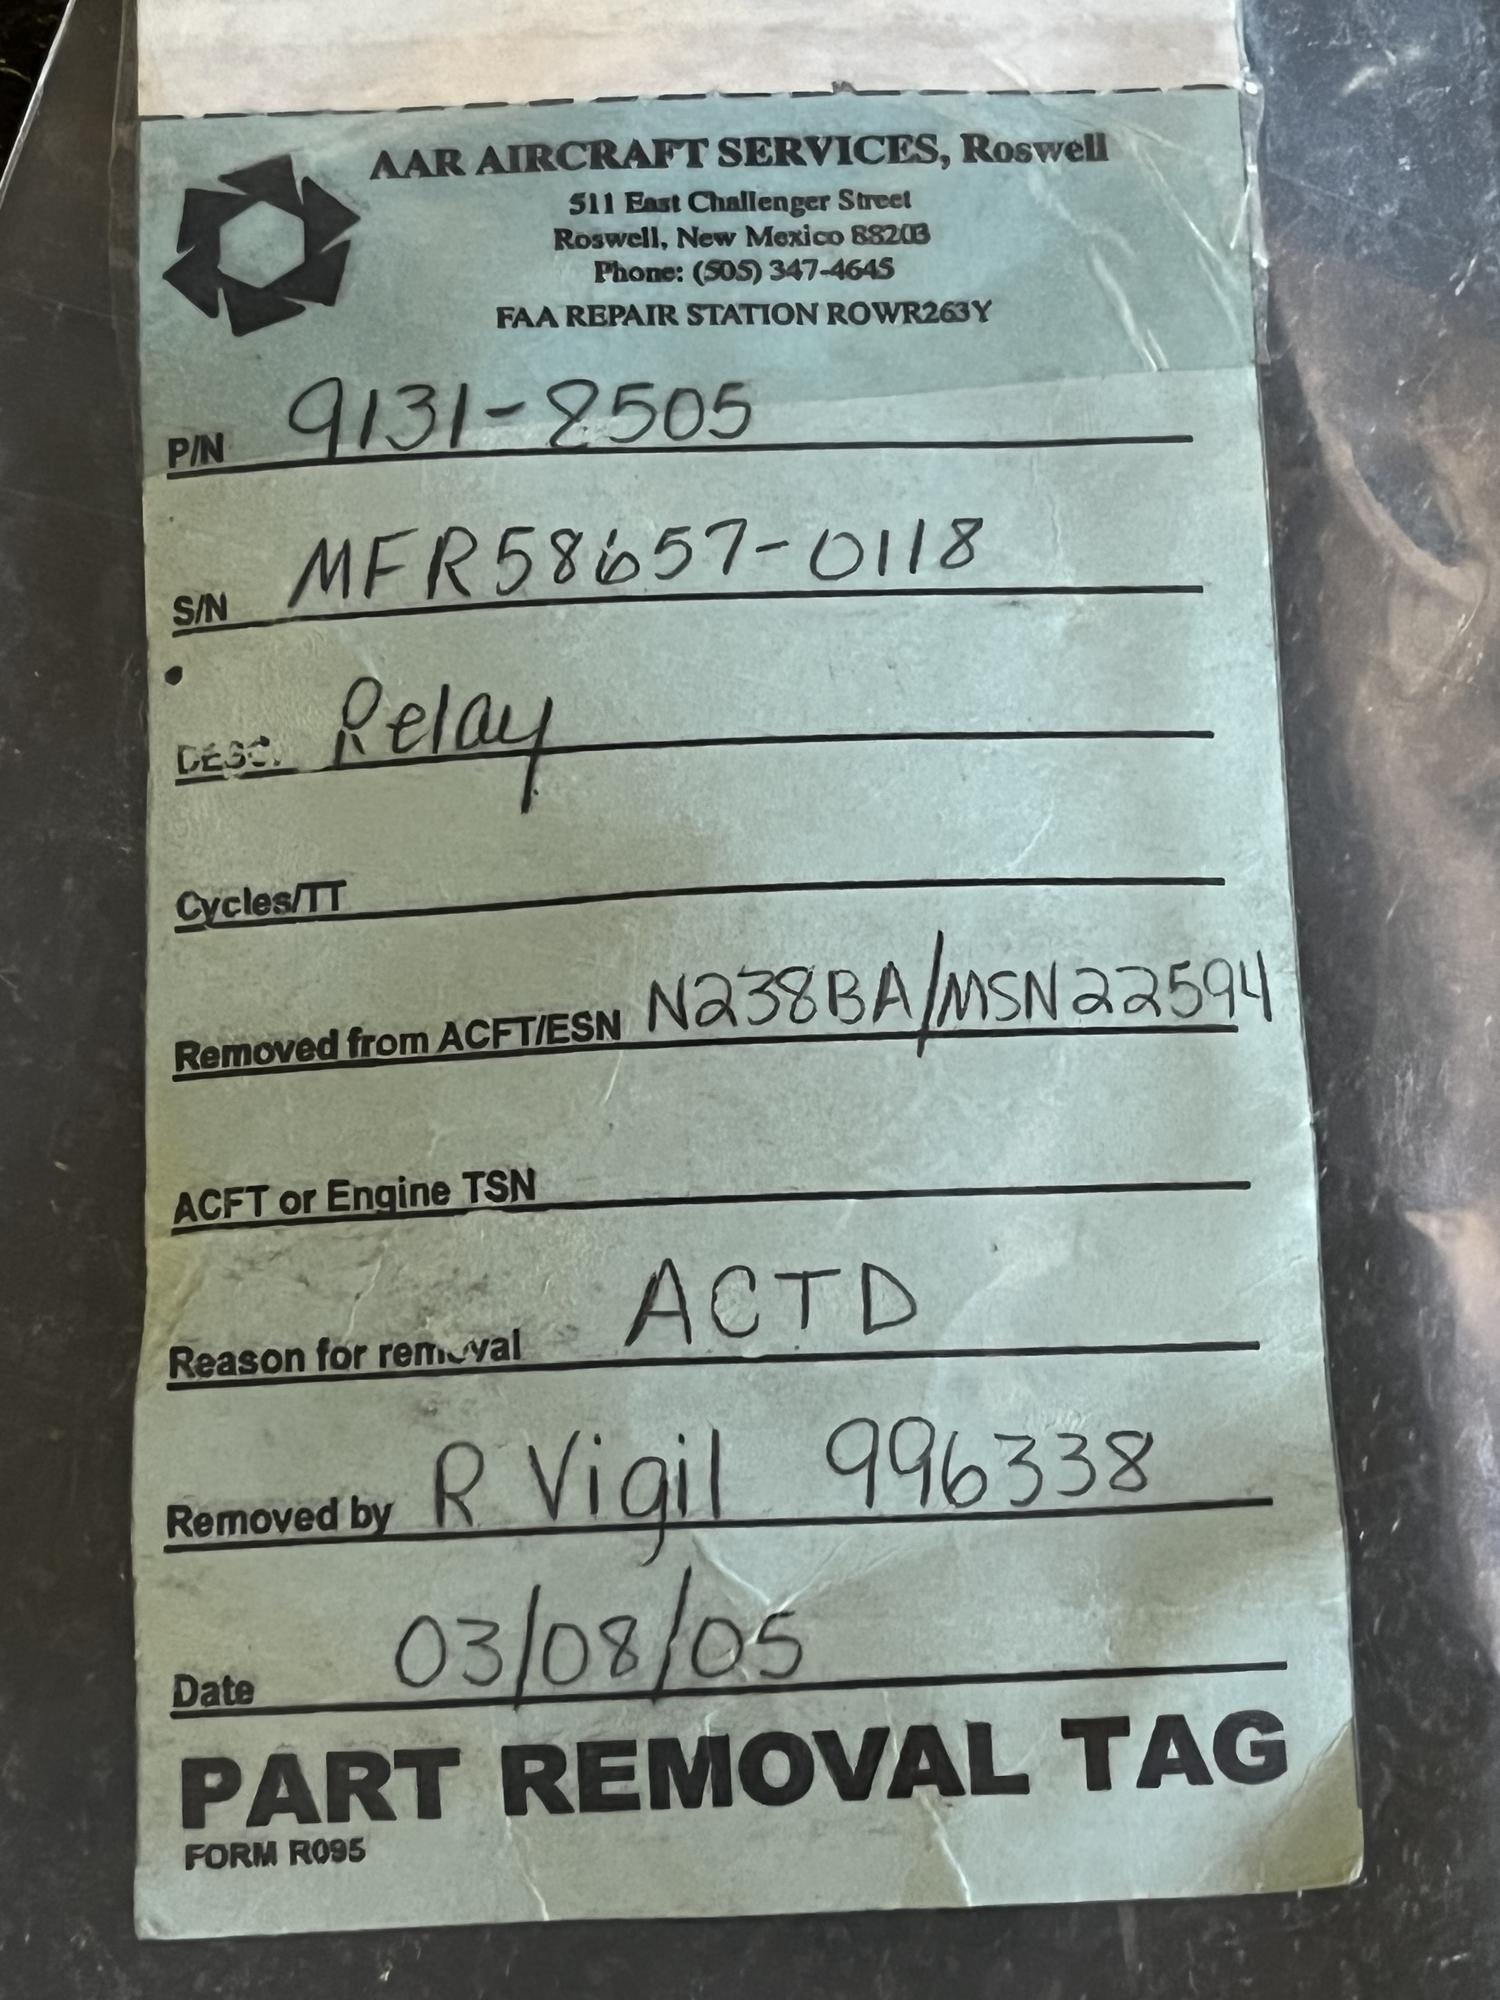 AAR AIRCRAFT SERVICES, Roswell
511 East Challenger Street
Roswell, New Mexico 88203
Phone: (505) 347-4645
FAA REPAIR STATION ROWR263Y
P/N 9131-8505
S/N MFR58657-0118
DESC. Relay
Cycles/TT
Removed from ACFT/ESN N238BA/MSN22594
ACFT or Engine TSN
Reason for removal ACTD
Removed by R Vigil 996338
Date 03/08/05
PART REMOVAL TAG
FORM R095